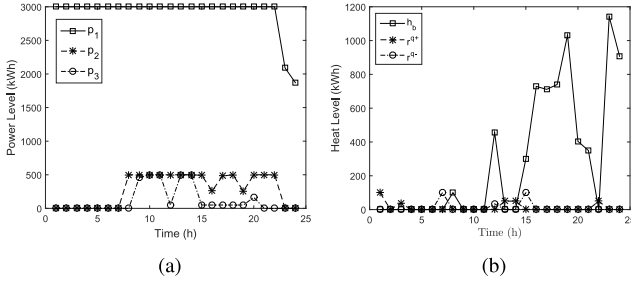 3000
2500
2000
1500
1000
500
0
Power Level (kWh)
p1
p2
p3
0 5 10 15 20 25
Time (h)
(a)
1200
1000
800
600
400
200
0
Heat Level (kWh)
hb
rq+
rq-
0 5 10 15 20 25
Time (h)
(b)